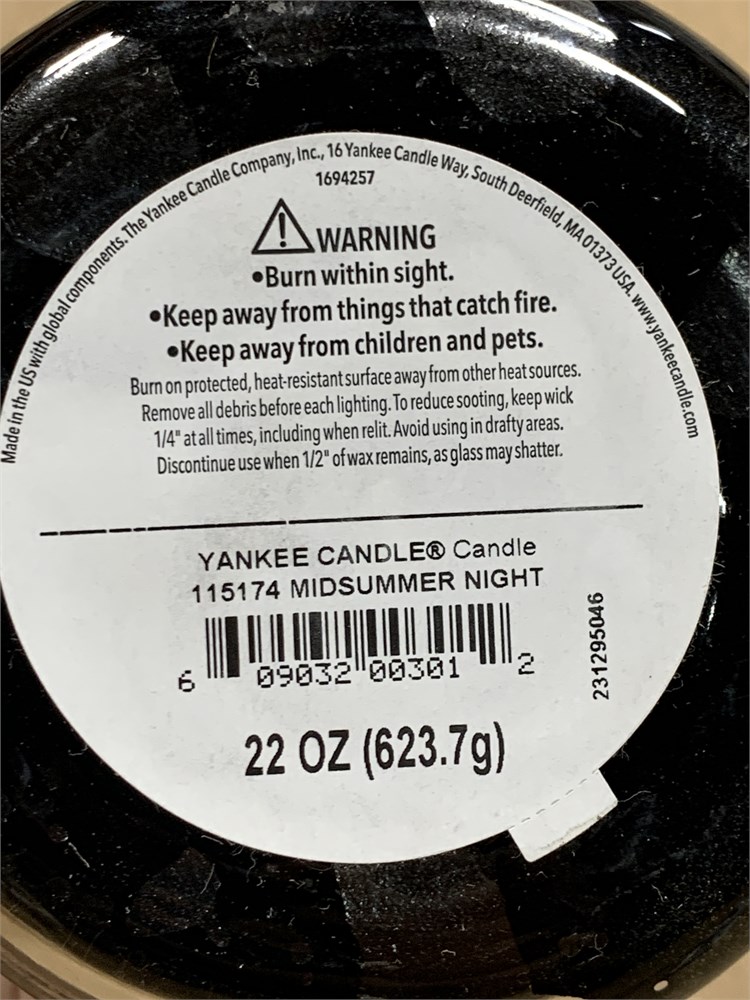 Made in the US with global components. The Yankee Candle Company, Inc., 16 Yankee Candle Way, South Deerfield, MA 01373 USA. www.yankeecandle.com
1694257
WARNING
•Burn within sight.
•Keep away from things that catch fire.
•Keep away from children and pets.
Burn on protected, heat-resistant surface away from other heat sources.
Remove all debris before each lighting. To reduce sooting, keep wick
1/4" at all times, including when relit. Avoid using in drafty areas.
Discontinue use when 1/2" of wax remains, as glass may shatter.
YANKEE CANDLE® Candle
115174 MIDSUMMER NIGHT
6 09032 00301 2
231295046
22 OZ (623.7g)